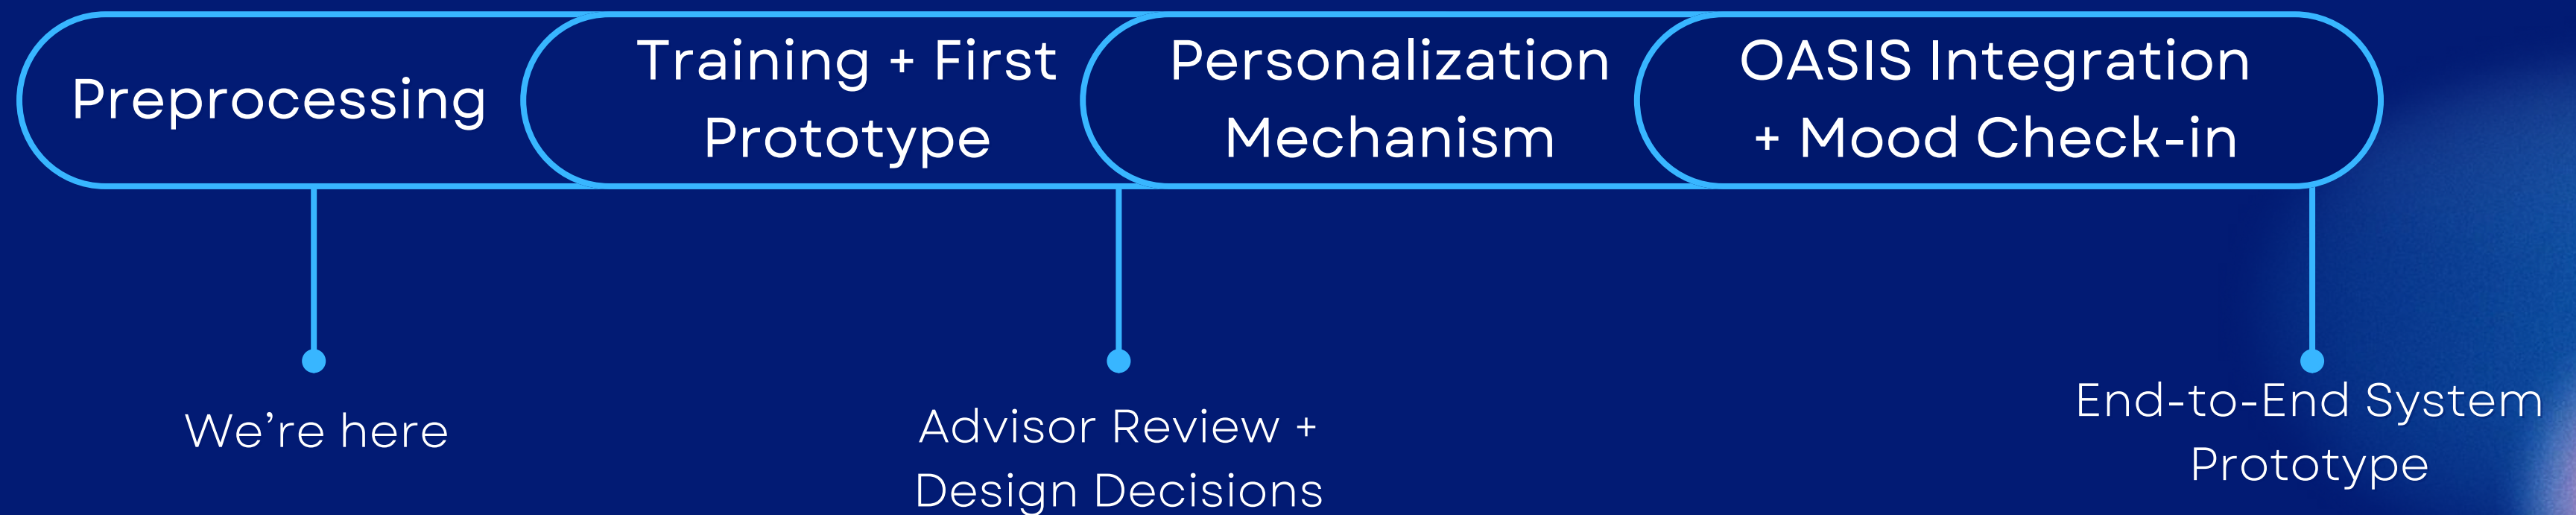 Preprocessing
Training + First
Prototype
Personalization
Mechanism
OASIS Integration
+ Mood Check-in
We’re here
Advisor Review +
Design Decisions
End-to-End System
Prototype